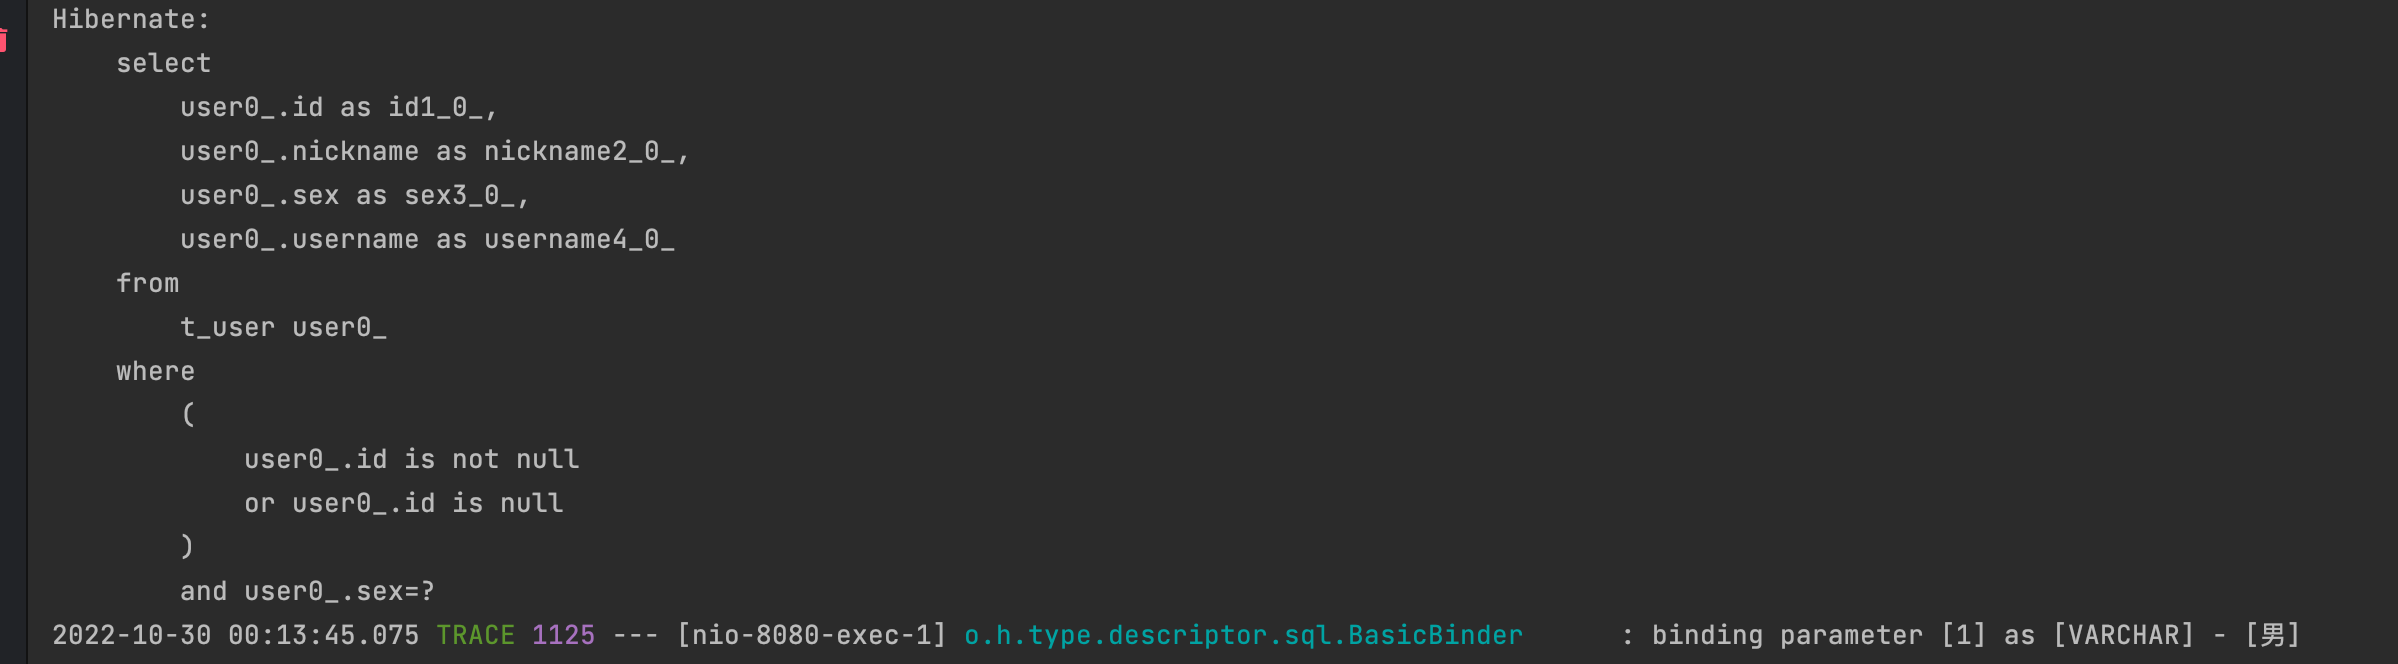 Hibernate:
select
user0_.id as id1_0_,
user0_.nickname as nickname2_0_,
user0_.sex as sex3_0_,
user0_.username as username4_0_
from
t_user user0_
where
(
user0_.id is not null
or user0_.id is null
)
and user0_.sex=?
2022-10-30 00:13:45.075 TRACE 1125 --- [nio-8080-exec-1] o.h.type.descriptor.sql.BasicBinder : binding parameter [1] as [VARCHAR] - [男]